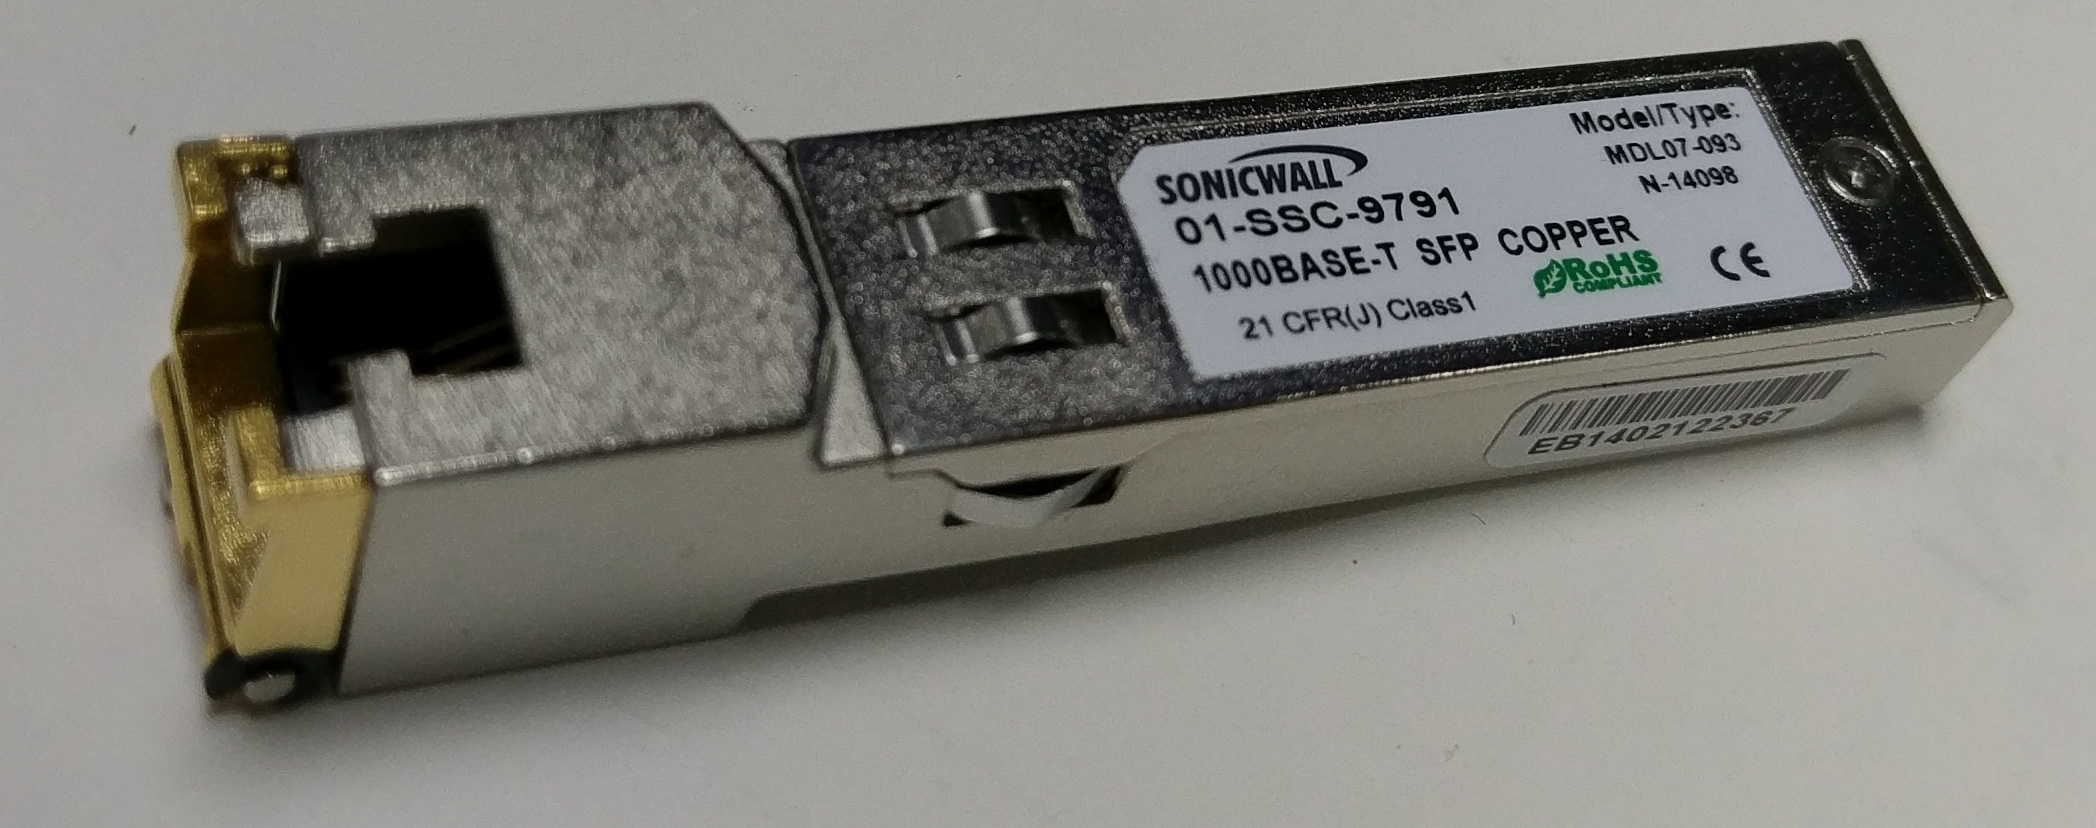 SONICWALL
Model/Type:
MDL07-093
N-14098
01-SSC-9791
1000BASE-T SFP COPPER
RoHS
COMPLIANT
CE
21 CFR(J) Class1
EB1402122367